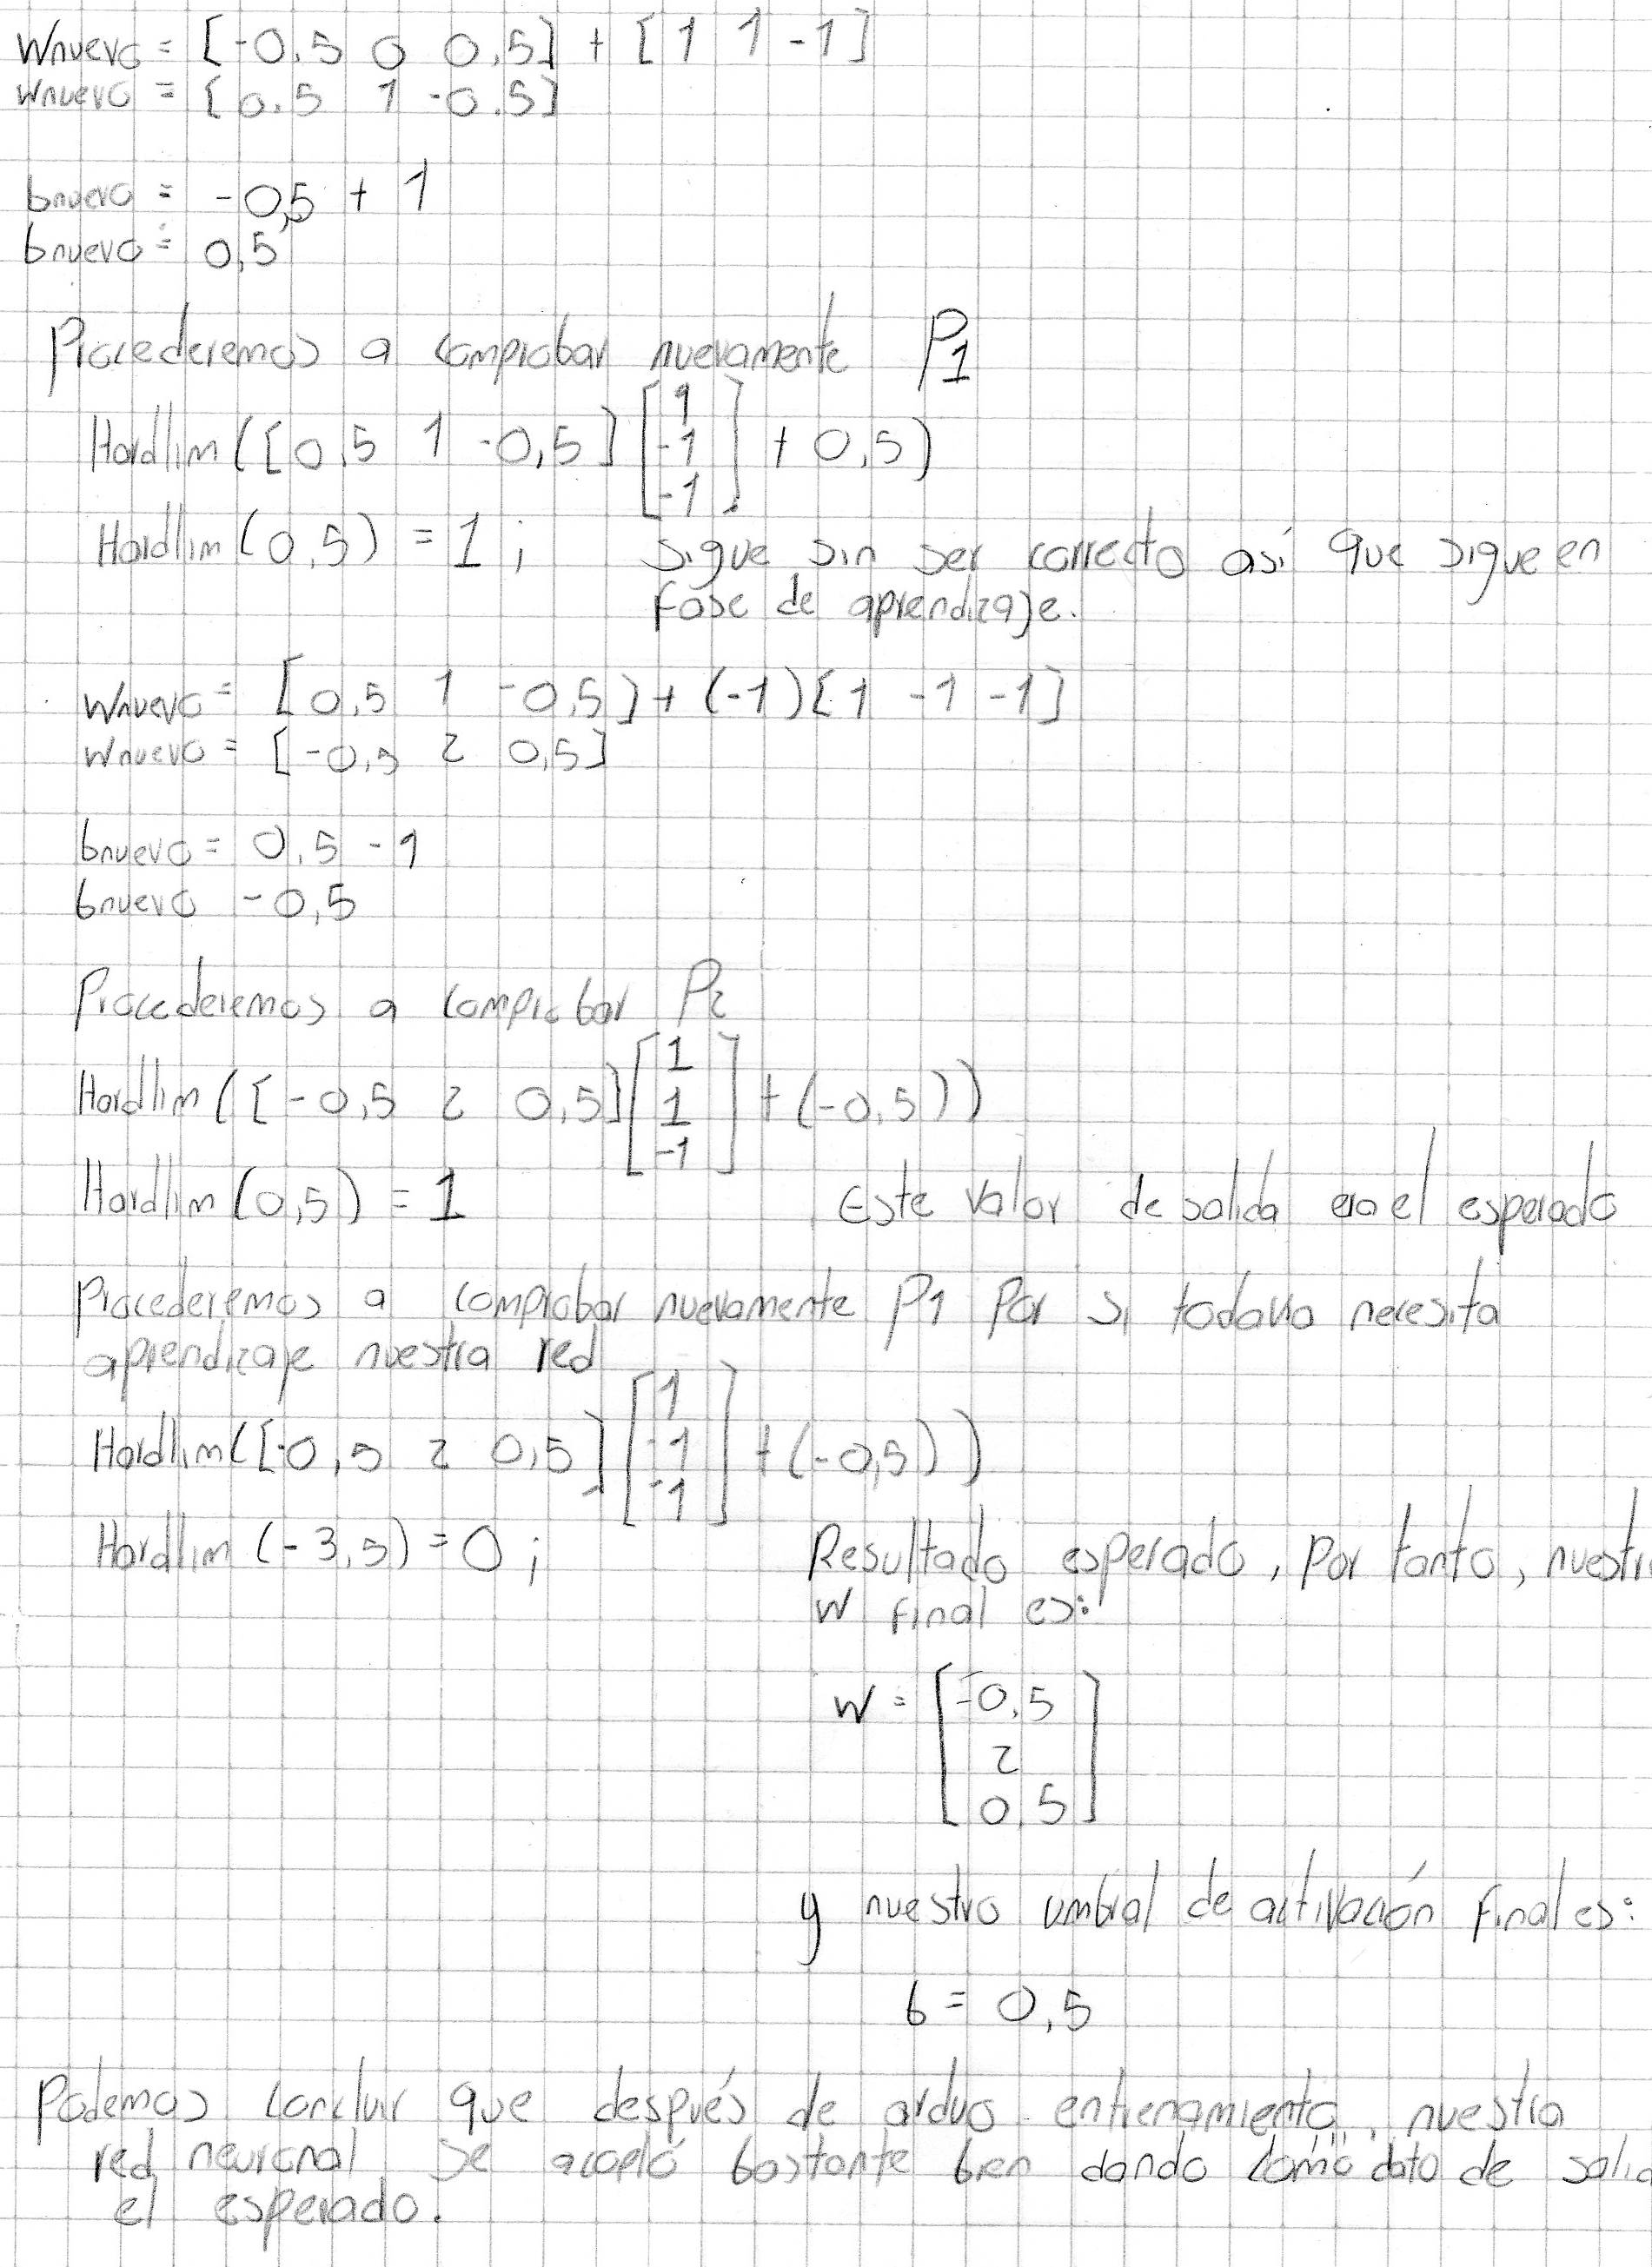 Wnuevo = [-0,5 0 0,5] + [1 1 -1]
Wnuevo = [0.5 1 -0.5]
bnuevo = -0,5 + 1
bnuevo = 0,5
Procederemos a comprobar nuevamente P1
Hardlim([0,5 1 -0,5][1 -1 -1] + 0,5)
Hardlim(0,5) = 1; sigue sin ser correcto así que sigue en
fase de aprendizaje.
Wnuevo = [0,5 1 -0,5] + (-1)[1 -1 -1]
Wnuevo = [-0,5 2 0,5]
bnuevo = 0,5 - 1
bnuevo -0,5
Procederemos a comprobar P2
Hardlim([-0,5 2 0,5][1 1 -1] + (-0,5))
Hardlim(0,5) = 1 Este valor de salida era el esperado
Procederemos a comprobar nuevamente P1 por si todavia necesita
aprendizaje nuestra red
Hardlim([-0,5 2 0,5][1 -1 -1] + (-0,5))
Hardlim(-3,5) = 0; Resultado esperado, por tanto, nuestr
W final es:
W = [-0,5
2
0,5]
y nuestro umbral de activación final es:
b = 0,5
Podemos concluir que después de arduo entrenamiento, nuestra
red neuronal se acopló bastante bien dando como dato de salid
el esperado.